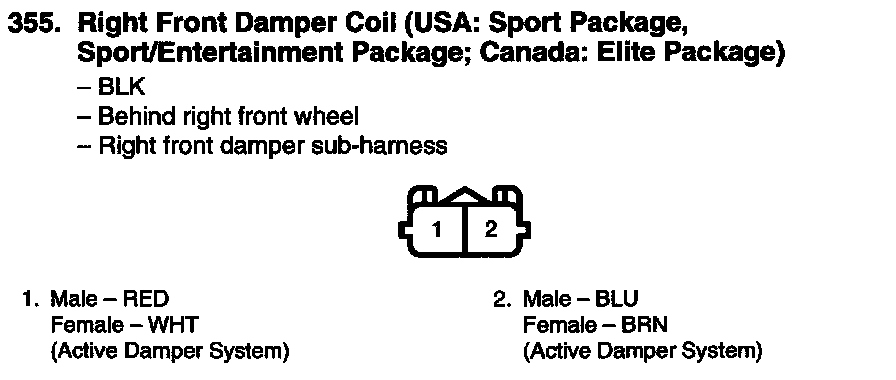 355. Right Front Damper Coil (USA: Sport Package,
Sport/Entertainment Package; Canada: Elite Package)
– BLK
– Behind right front wheel
– Right front damper sub-harness
1 2
1. Male – RED
Female – WHT
(Active Damper System)
2. Male – BLU
Female – BRN
(Active Damper System)